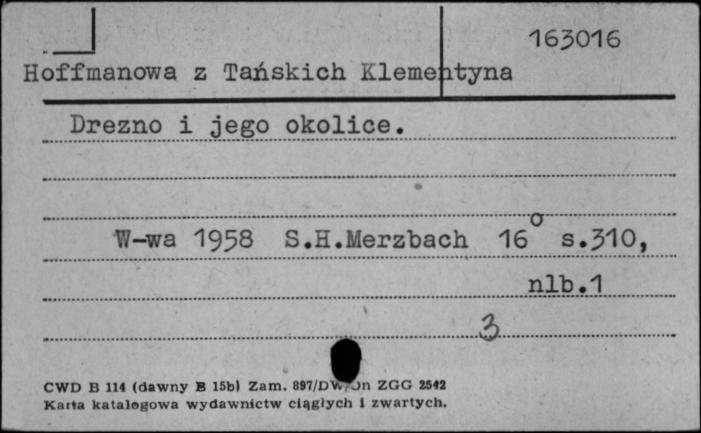 163016
Hoffmanowa z Tańskich Klementyna
Drezno i jego okolice.
W-wa 1958 S.H.Merzbach 16° s.310,
nlb.1
3
CWD B 114 (dawny B 15b) Zam. 897/DW/Jn ZGG 2542
Karta katalogowa wydawnictw ciągłych i zwartych.